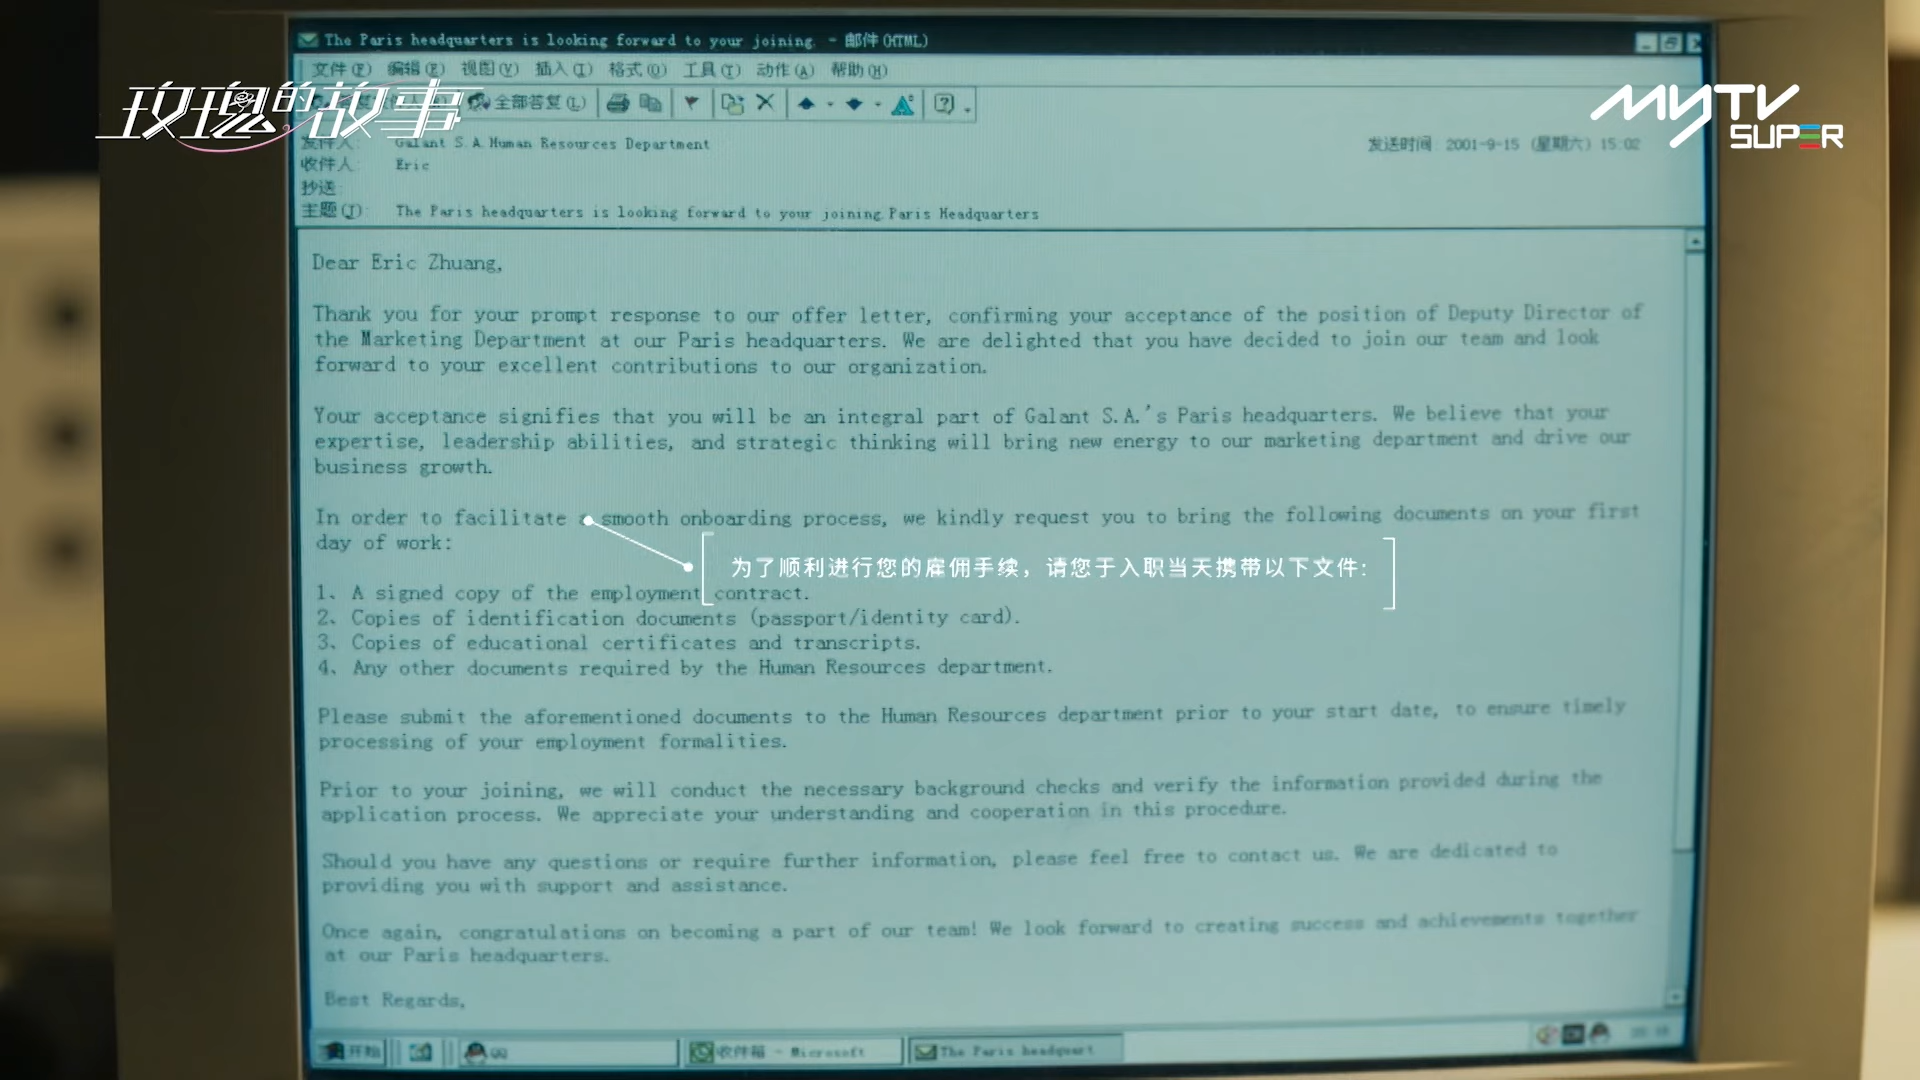 The Paris headquarters is looking forward to your joining. - 邮件(HTML)
文件(F) 编辑(E) 视图(V) 插入(I) 格式(O) 工具(T) 动作(A) 帮助(H)
玫瑰的故事
全部答复(L)
MYTV SUPER
发件人: Galant S.A.Human Resources Department
发送时间: 2001-9-15 (星期六) 15:02
收件人: Eric
抄送:
主题(J): The Paris headquarters is looking forward to your joining.Paris Headquarters
Dear Eric Zhuang,
Thank you for your prompt response to our offer letter, confirming your acceptance of the position of Deputy Director of
the Marketing Department at our Paris headquarters. We are delighted that you have decided to join our team and look
forward to your excellent contributions to our organization.
Your acceptance signifies that you will be an integral part of Galant S.A.'s Paris headquarters. We believe that your
expertise, leadership abilities, and strategic thinking will bring new energy to our marketing department and drive our
business growth.
In order to facilitate smooth onboarding process, we kindly request you to bring the following documents on your first
day of work:
为了顺利进行您的雇佣手续，请您于入职当天携带以下文件:
1、A signed copy of the employment contract.
2、Copies of identification documents (passport/identity card).
3、Copies of educational certificates and transcripts.
4、Any other documents required by the Human Resources department.
Please submit the aforementioned documents to the Human Resources department prior to your start date, to ensure timely
processing of your employment formalities.
Prior to your joining, we will conduct the necessary background checks and verify the information provided during the
application process. We appreciate your understanding and cooperation in this procedure.
Should you have any questions or require further information, please feel free to contact us. We are dedicated to
providing you with support and assistance.
Once again, congratulations on becoming a part of our team! We look forward to creating success and achievements together
at our Paris headquarters.
Best Regards,
开始 QQ 收件箱 - Microsoft The Paris headquart